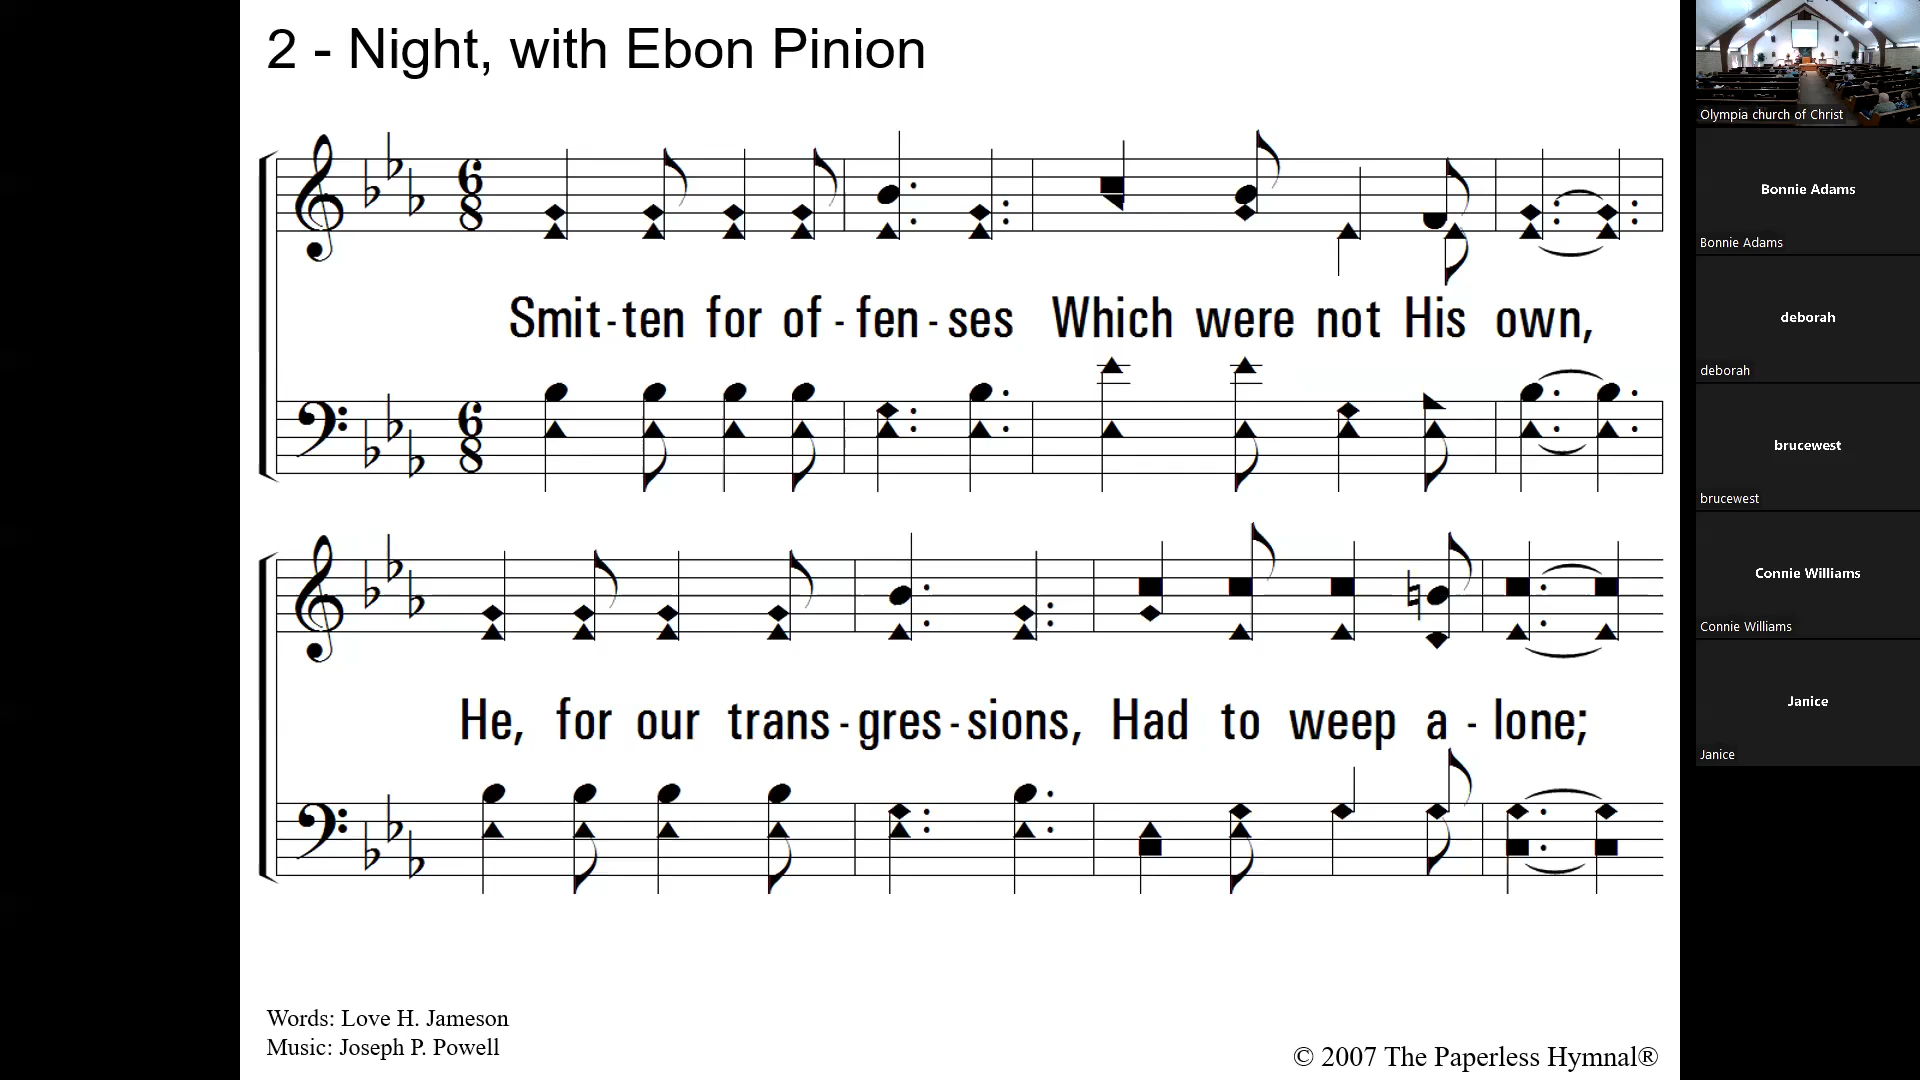 2 - Night, with Ebon Pinion
Smit-ten for of-fen-ses Which were not His own,
He, for our trans-gres-sions, Had to weep a-lone;
Words: Love H. Jameson
Music: Joseph P. Powell
© 2007 The Paperless Hymnal®
Olympia church of Christ
Bonnie Adams
Bonnie Adams
deborah
deborah
brucewest
brucewest
Connie Williams
Connie Williams
Janice
Janice